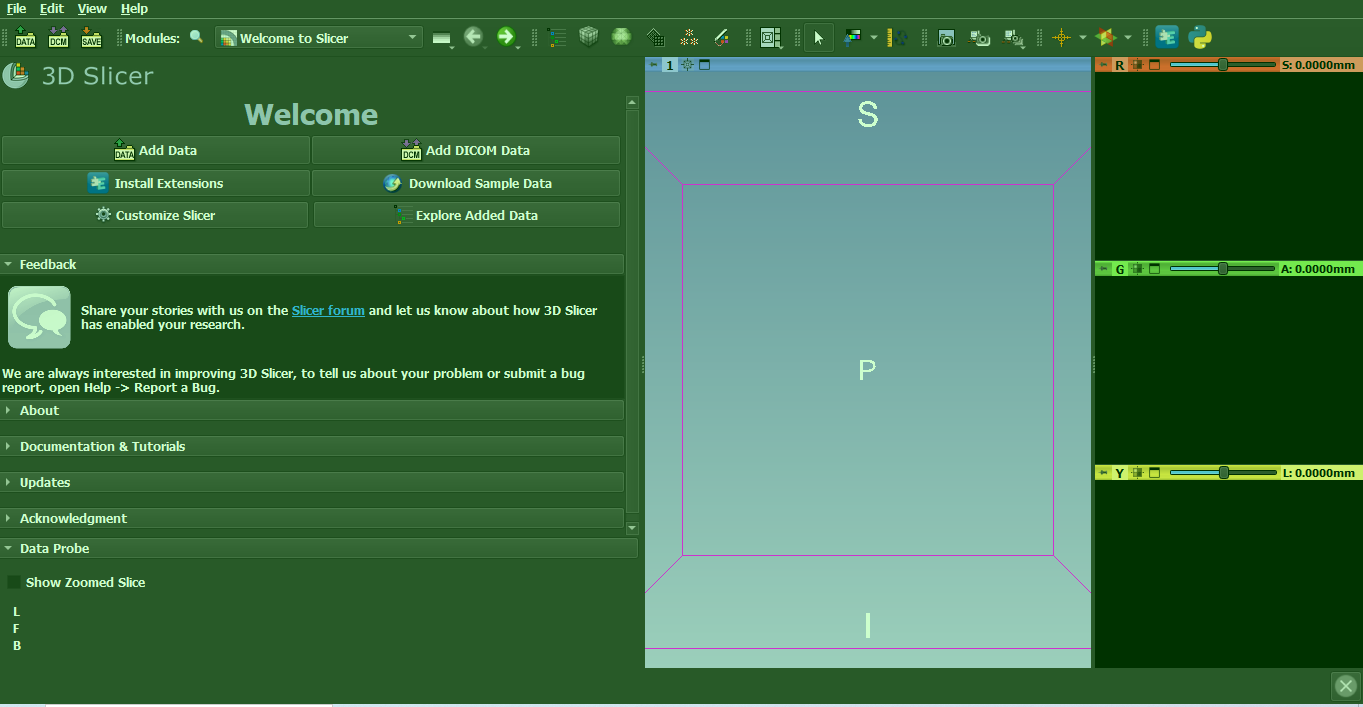 File Edit View Help
DATA DCM SAVE Modules: Welcome to Slicer
3D Slicer
Welcome
DATA Add Data
DCM Add DICOM Data
Install Extensions
Download Sample Data
Customize Slicer
Explore Added Data
Feedback
Share your stories with us on the Slicer forum and let us know about how 3D Slicer
has enabled your research.
We are always interested in improving 3D Slicer, to tell us about your problem or submit a bug
report, open Help -> Report a Bug.
About
Documentation & Tutorials
Updates
Acknowledgment
Data Probe
Show Zoomed Slice
L
F
B
1
S
P
I
R S: 0.0000mm
G A: 0.0000mm
Y L: 0.0000mm